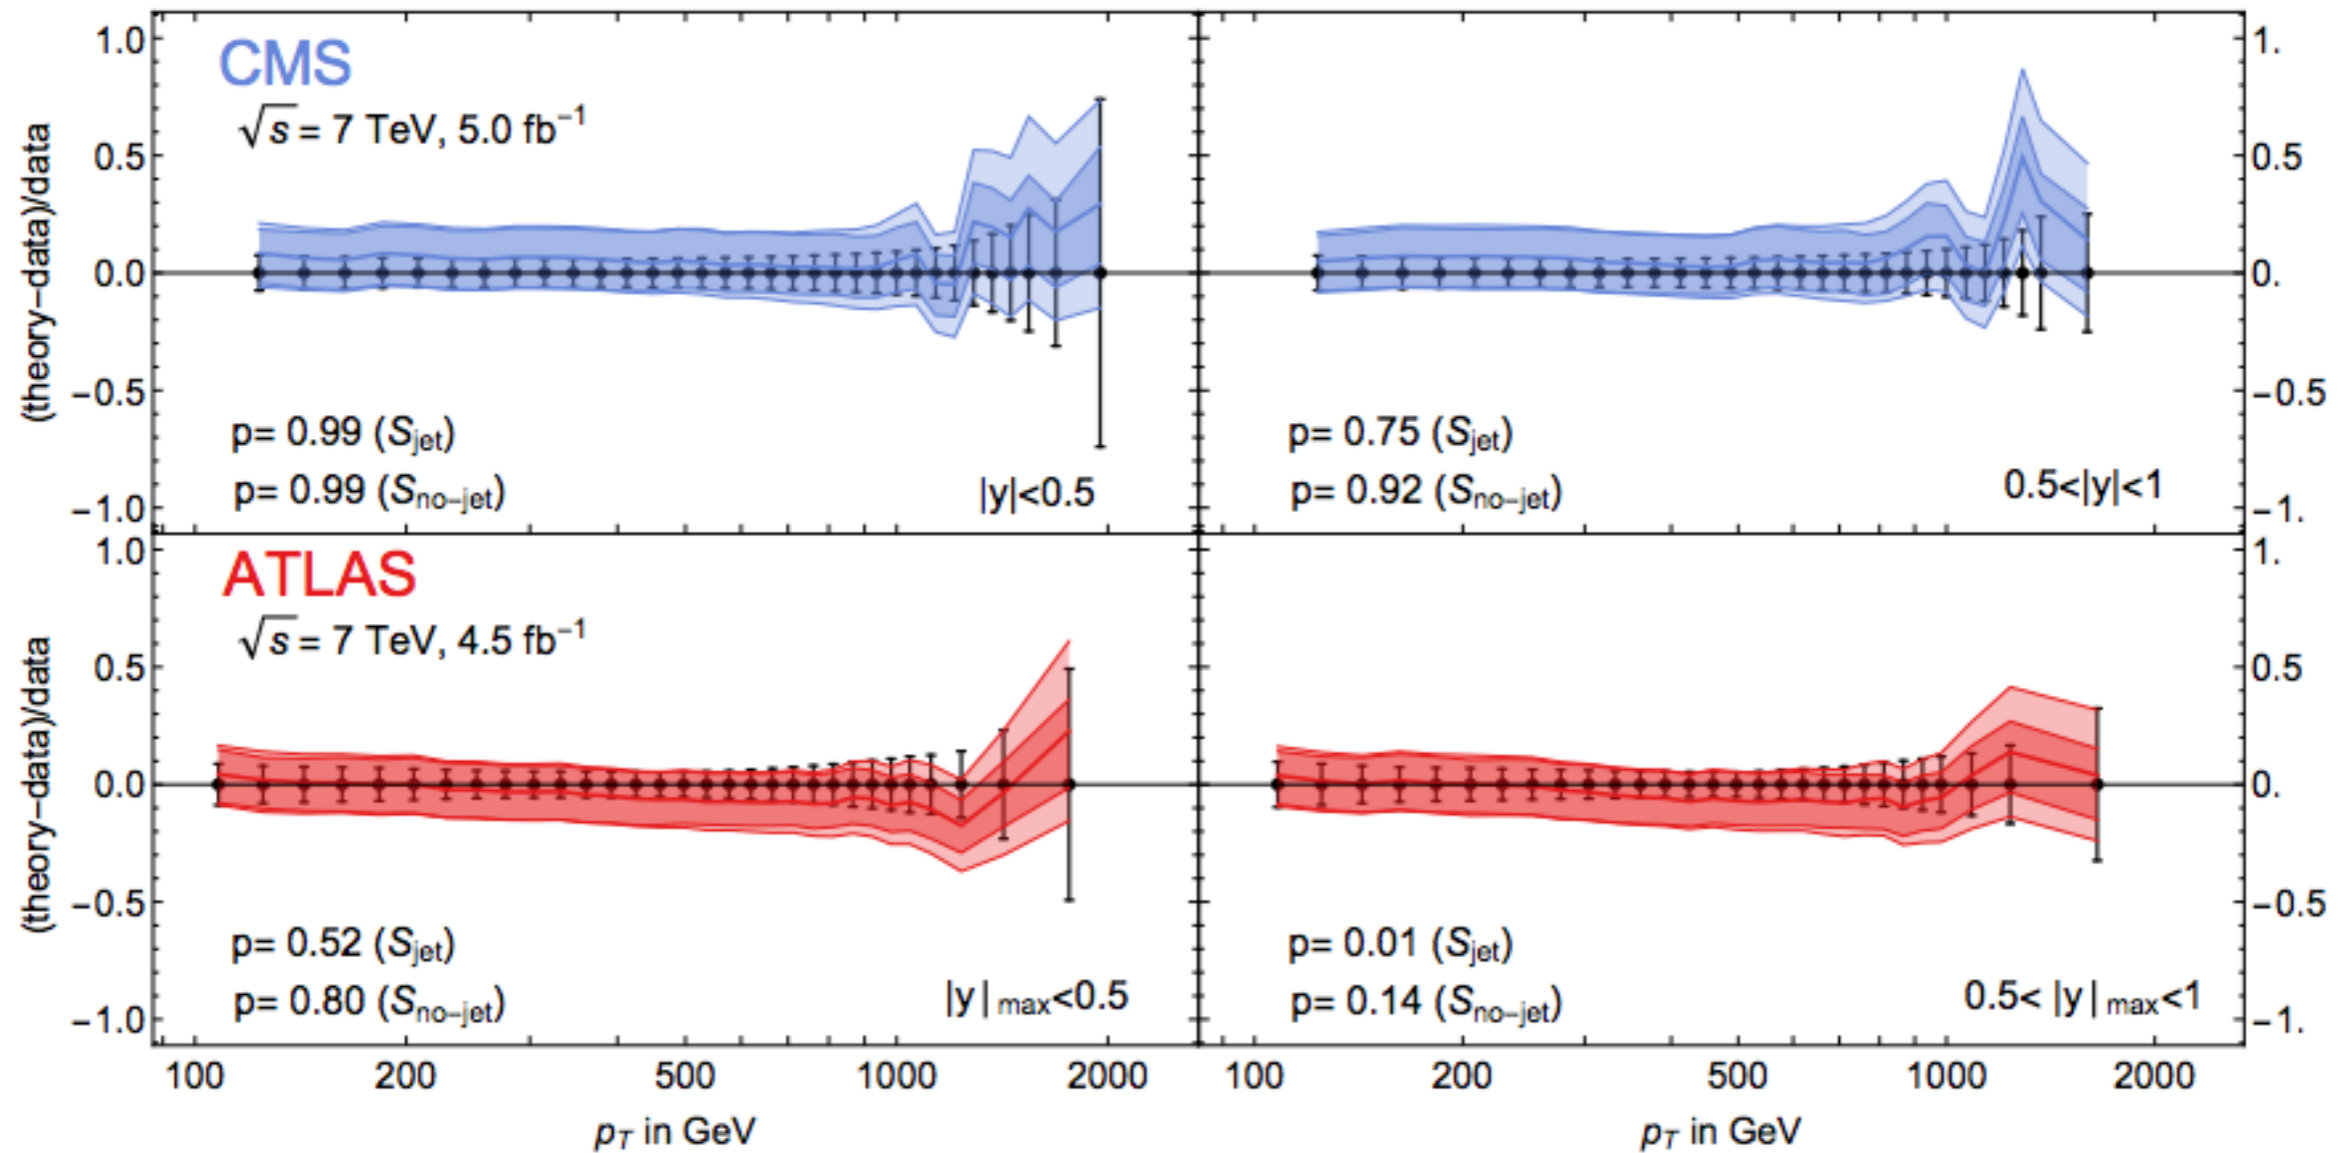 CMS
√s = 7 TeV, 5.0 fb⁻¹
(theory–data)/data
1.0
0.5
0.0
−0.5
−1.0
p= 0.99 (S_jet)
p= 0.99 (S_no–jet)
|y|<0.5
1.
0.5
0.
−0.5
−1.
p= 0.75 (S_jet)
p= 0.92 (S_no–jet)
0.5<|y|<1
ATLAS
√s = 7 TeV, 4.5 fb⁻¹
(theory–data)/data
1.0
0.5
0.0
−0.5
−1.0
p= 0.52 (S_jet)
p= 0.80 (S_no–jet)
|y|max<0.5
1.
0.5
0.
−0.5
−1.
p= 0.01 (S_jet)
p= 0.14 (S_no–jet)
0.5< |y|max<1
100 200 500 1000 2000
100 200 500 1000 2000
p_T in GeV
p_T in GeV